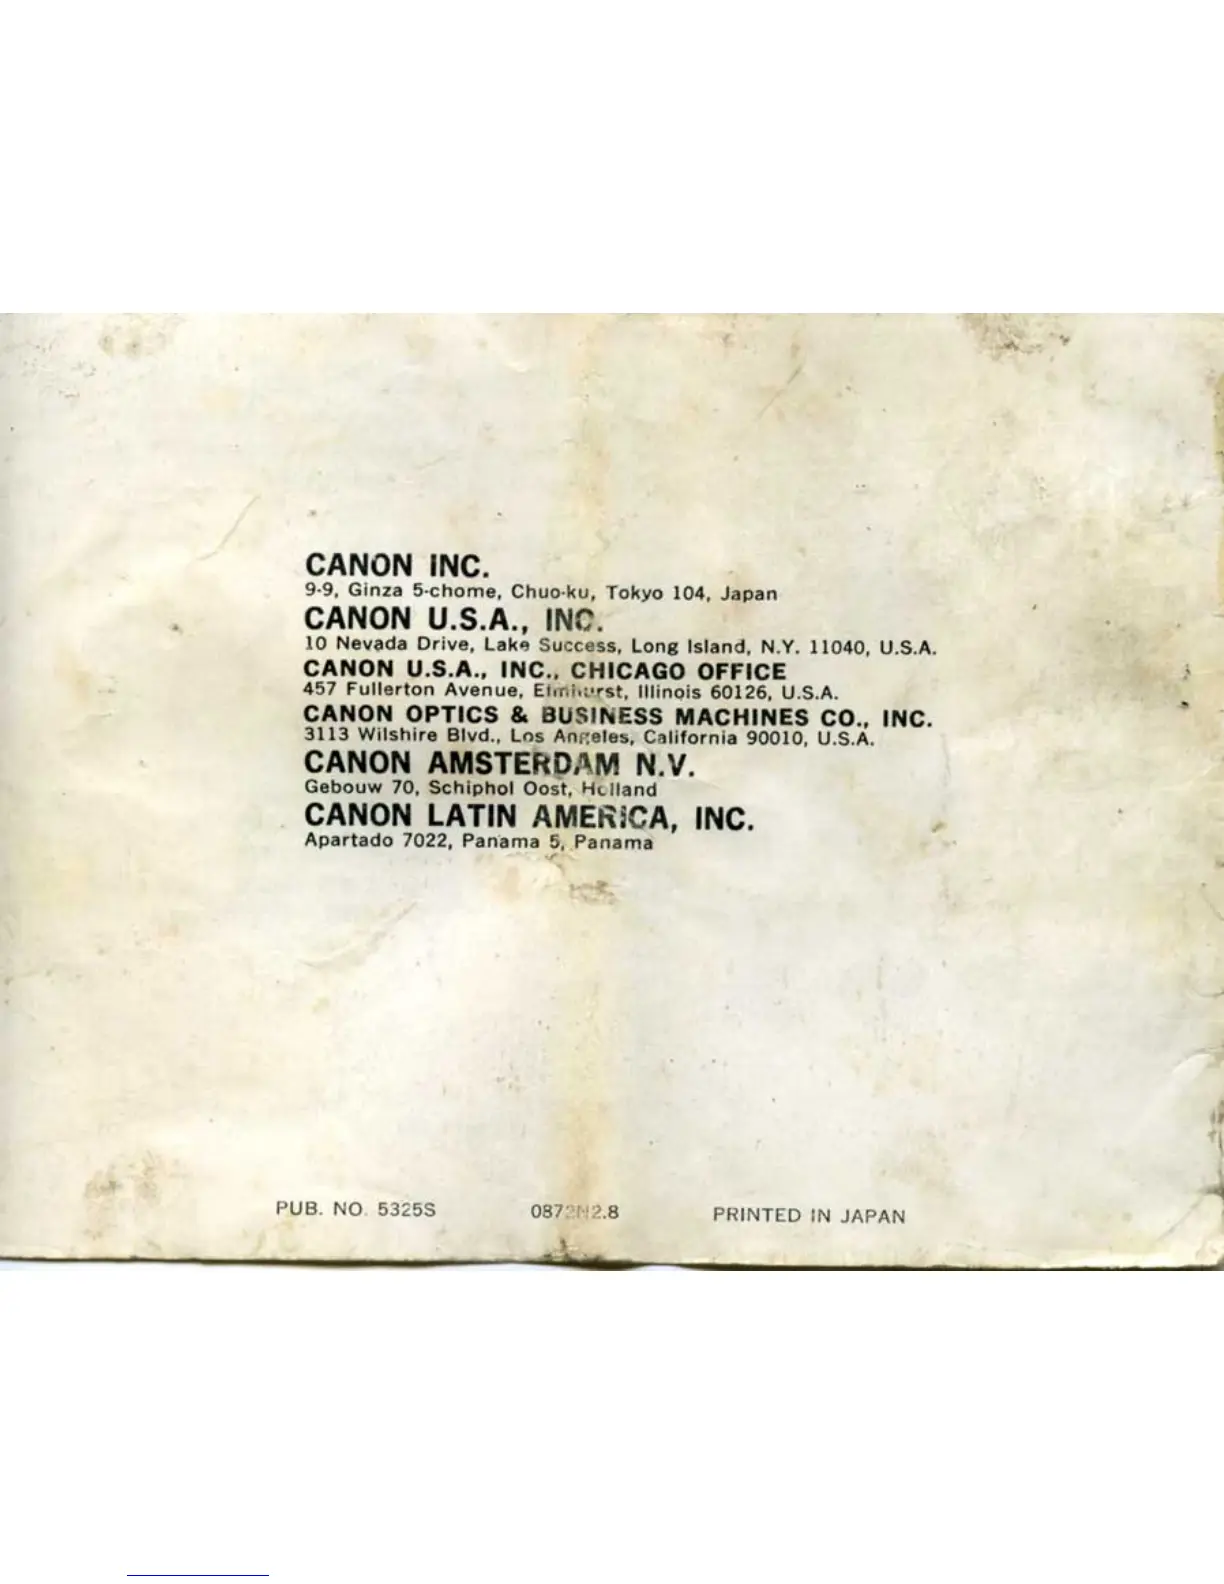 CANON INC.
9-9, Ginza 5-chome, Chuo-ku, Tokyo 104, Japan
CANON U.S.A., INC.
10 Nevada Drive, Lake Success, Long Island, N.Y. 11040, U.S.A.
CANON U.S.A., INC., CHICAGO OFFICE
457 Fullerton Avenue, Elmhurst, Illinois 60126, U.S.A.
CANON OPTICS & BUSINESS MACHINES CO., INC.
3113 Wilshire Blvd., Los Angeles, California 90010, U.S.A.
CANON AMSTERDAM N.V.
Gebouw 70, Schiphol Oost, Holland
CANON LATIN AMERICA, INC.
Apartado 7022, Panama 5, Panama
PUB. NO. 5325S PRINTED IN JAPAN